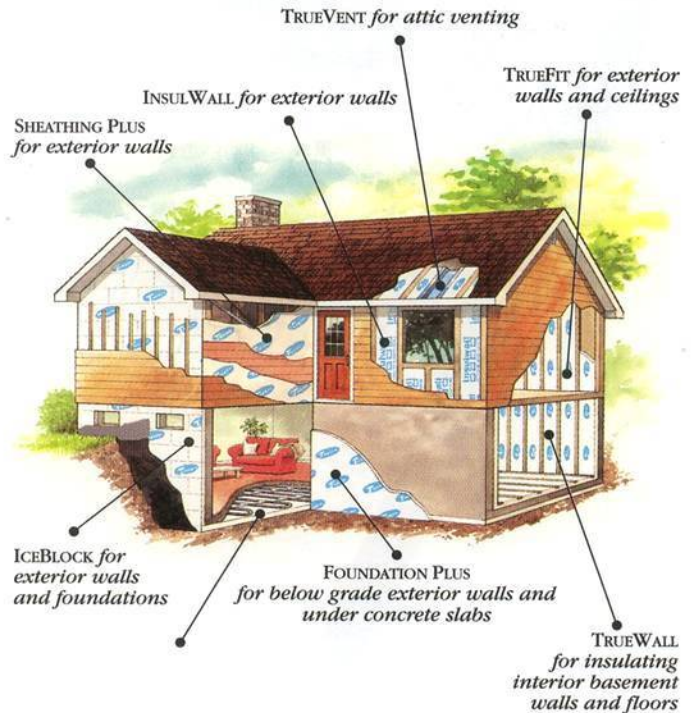 TRUEVENT for attic venting
INSULWALL for exterior walls
TRUEFIT for exterior
walls and ceilings
SHEATHING PLUS
for exterior walls
ICEBLOCK for
exterior walls
and foundations
FOUNDATION PLUS
for below grade exterior walls and
under concrete slabs
TRUEWALL
for insulating
interior basement
walls and floors